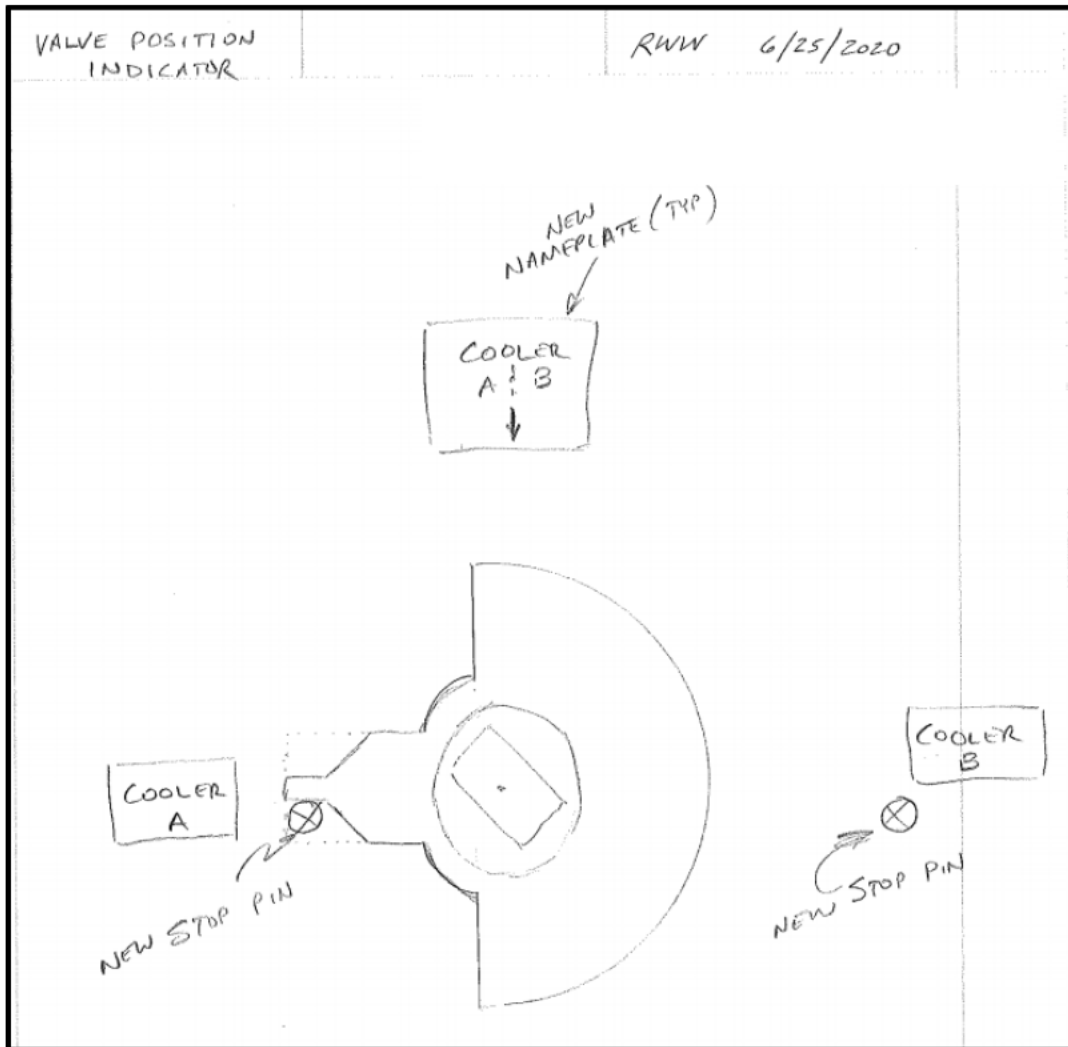 VALVE POSITION
INDICATOR
RWW 6/25/2020
NEW
NAMEPLATE (TYP)
COOLER
A B
COOLER
B
COOLER
A
NEW STOP PIN
NEW STOP PIN